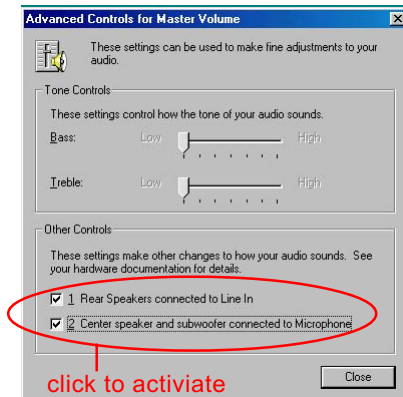 Advanced Controls for Master Volume
These settings can be used to make fine adjustments to your
audio.
Tone Controls
These settings control how the tone of your audio sounds.
Bass: Low High
Treble: Low High
Other Controls
These settings make other changes to how your audio sounds. See
your hardware documentation for details.
1 Rear Speakers connected to Line In
2 Center speaker and subwoofer connected to Microphone
click to activiate
Close